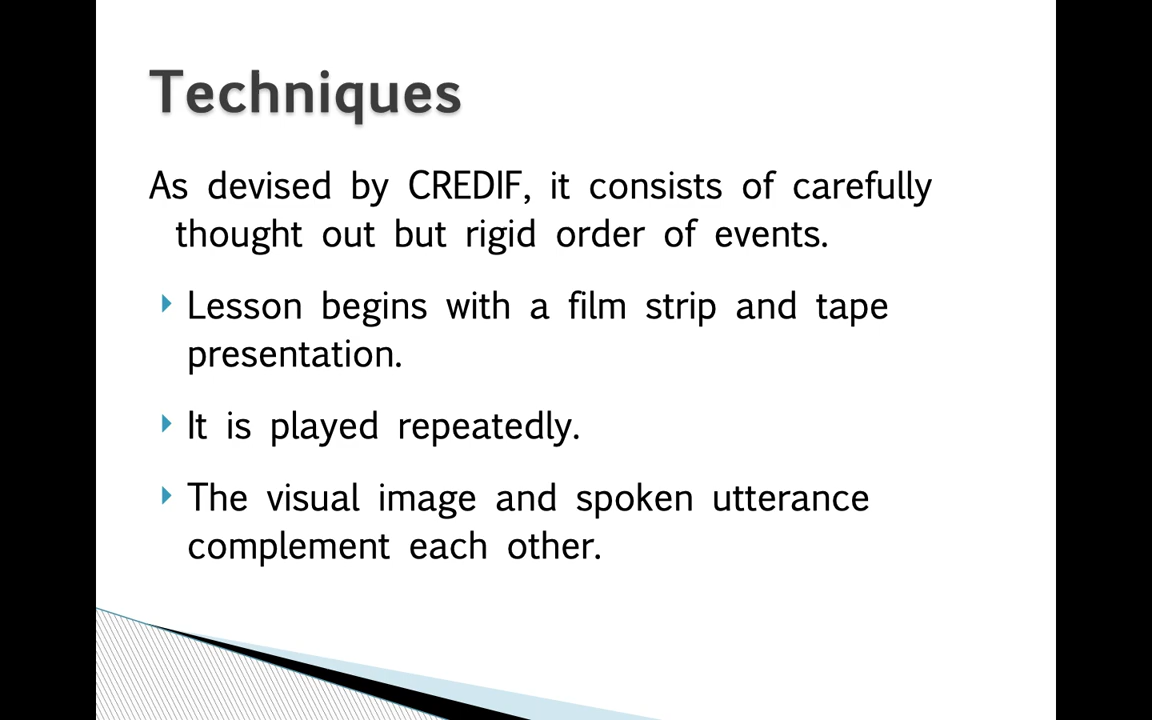 Techniques
As devised by CREDIF, it consists of carefully
thought out but rigid order of events.
Lesson begins with a film strip and tape
presentation.
It is played repeatedly.
The visual image and spoken utterance
complement each other.